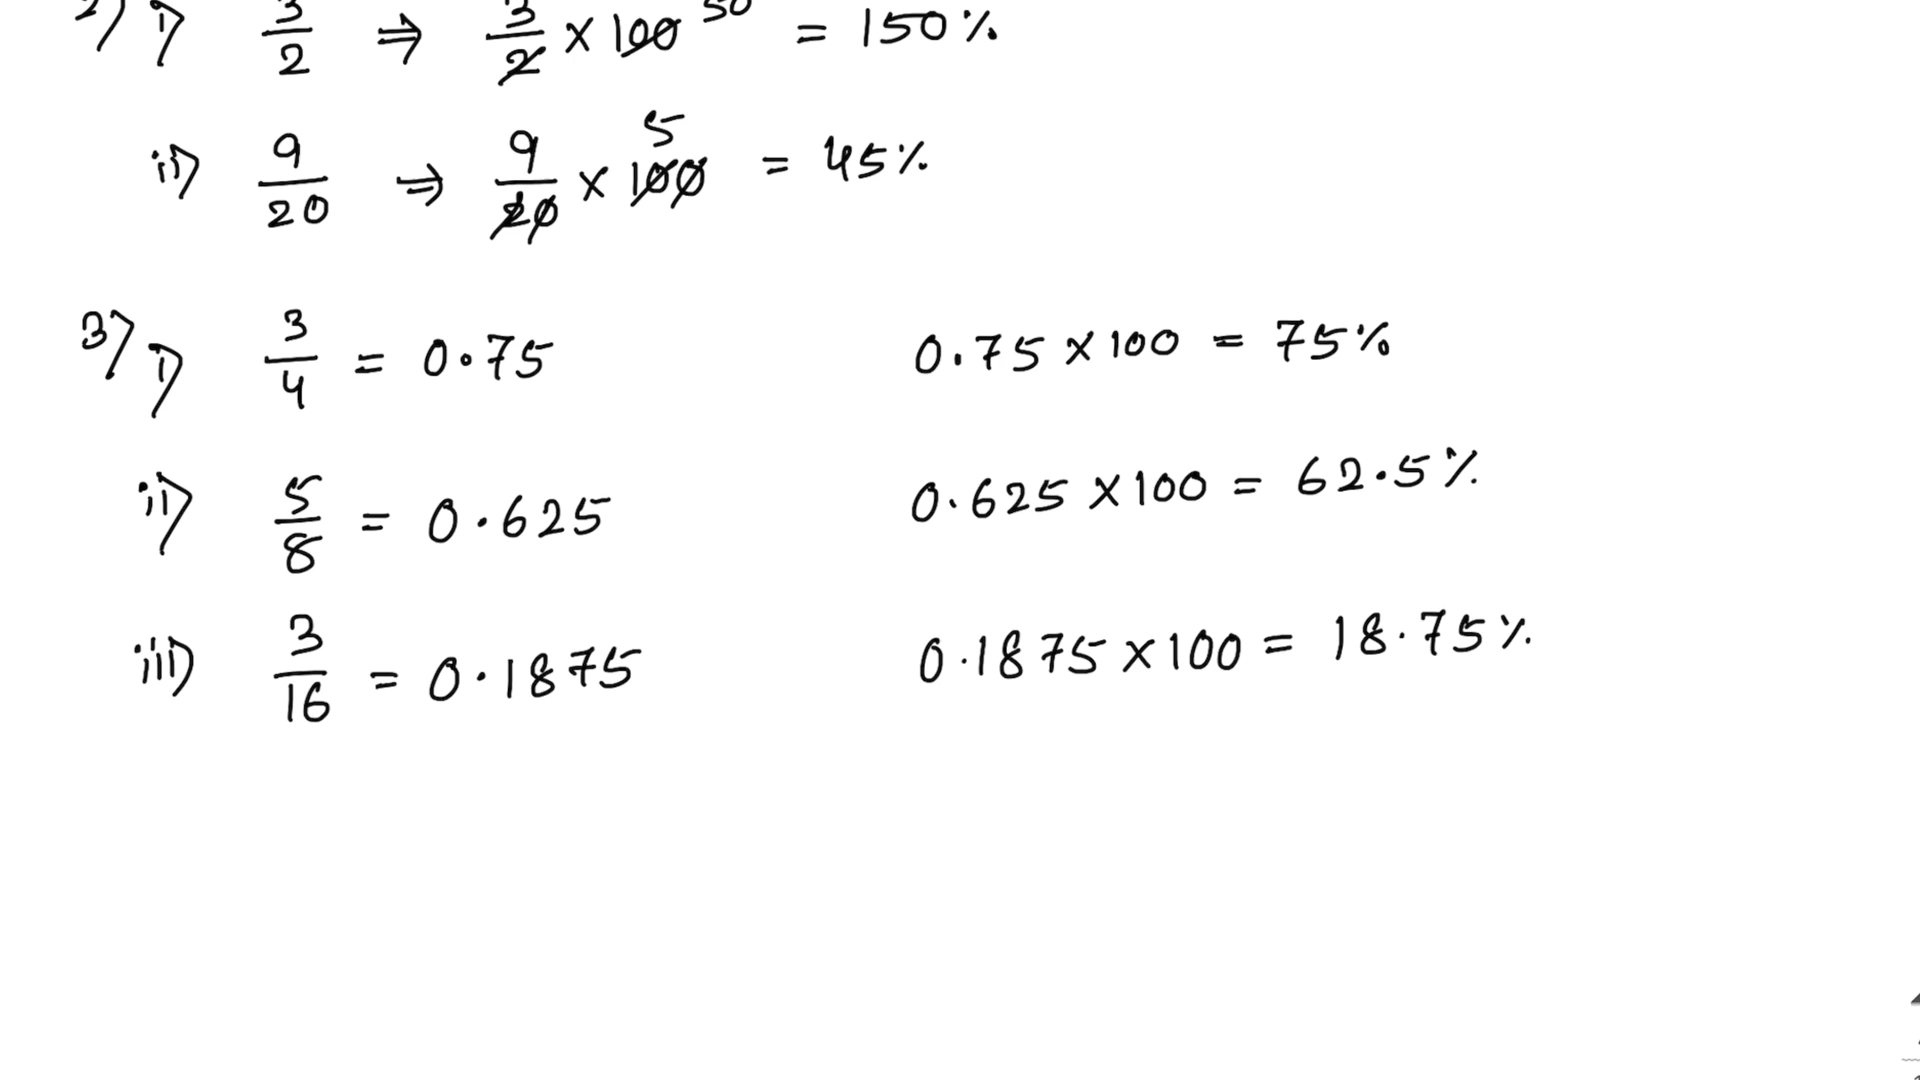 2) i) 3/2 ⇒ 3/2 × 100 50 = 150%
ii) 9/20 ⇒ 9/20 × 100 5 = 45%
3) i) 3/4 = 0.75 0.75 × 100 = 75%
ii) 5/8 = 0.625 0.625 × 100 = 62.5%
iii) 3/16 = 0.1875 0.1875 × 100 = 18.75%